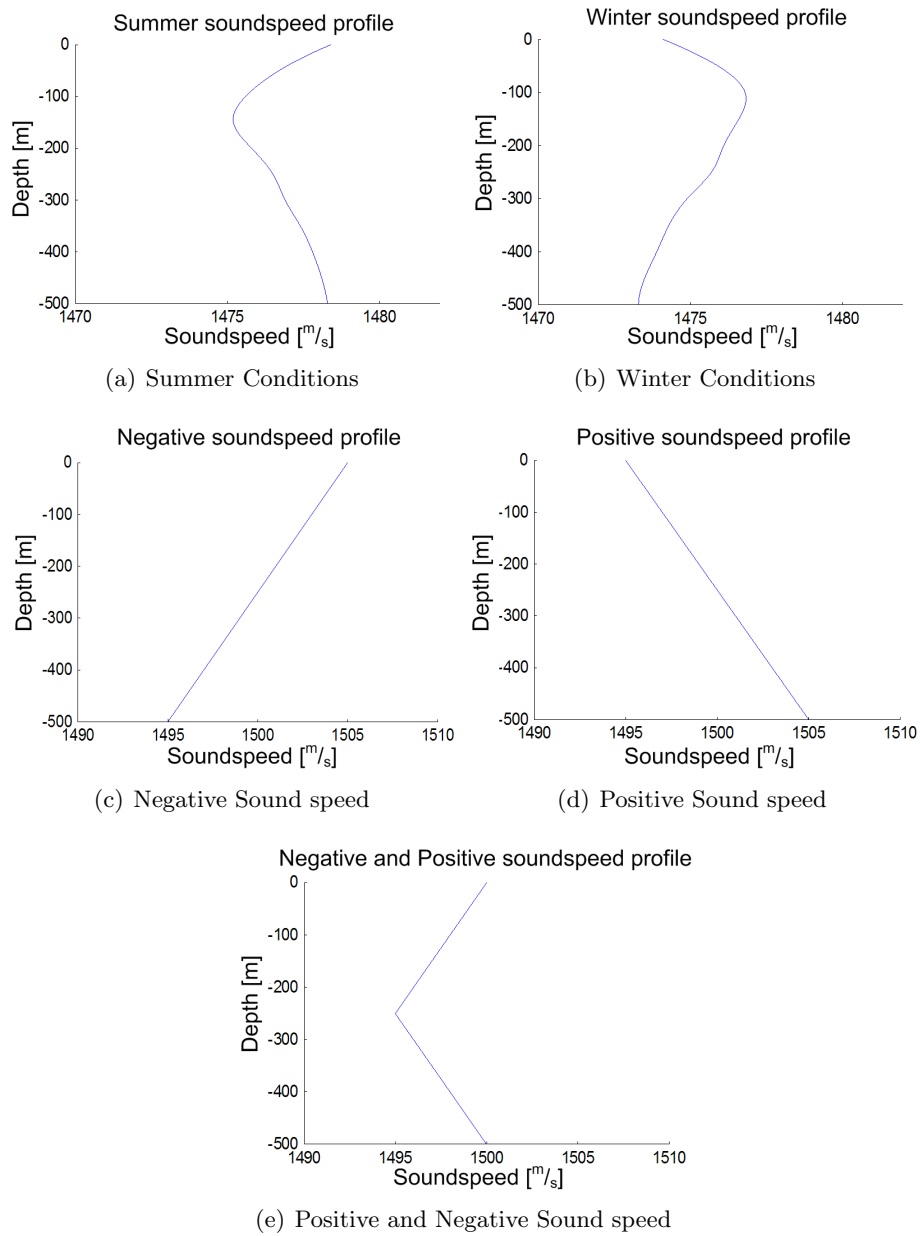 Summer soundspeed profile
0
-100
-200
-300
-400
-500
Depth [m]
1470 1475 1480
Soundspeed [m/s]
(a) Summer Conditions
Winter soundspeed profile
0
-100
-200
-300
-400
-500
Depth [m]
1470 1475 1480
Soundspeed [m/s]
(b) Winter Conditions
Negative soundspeed profile
0
-100
-200
-300
-400
-500
Depth [m]
1490 1495 1500 1505 1510
Soundspeed [m/s]
(c) Negative Sound speed
Positive soundspeed profile
0
-100
-200
-300
-400
-500
Depth [m]
1490 1495 1500 1505 1510
Soundspeed [m/s]
(d) Positive Sound speed
Negative and Positive soundspeed profile
0
-100
-200
-300
-400
-500
Depth [m]
1490 1495 1500 1505 1510
Soundspeed [m/s]
(e) Positive and Negative Sound speed